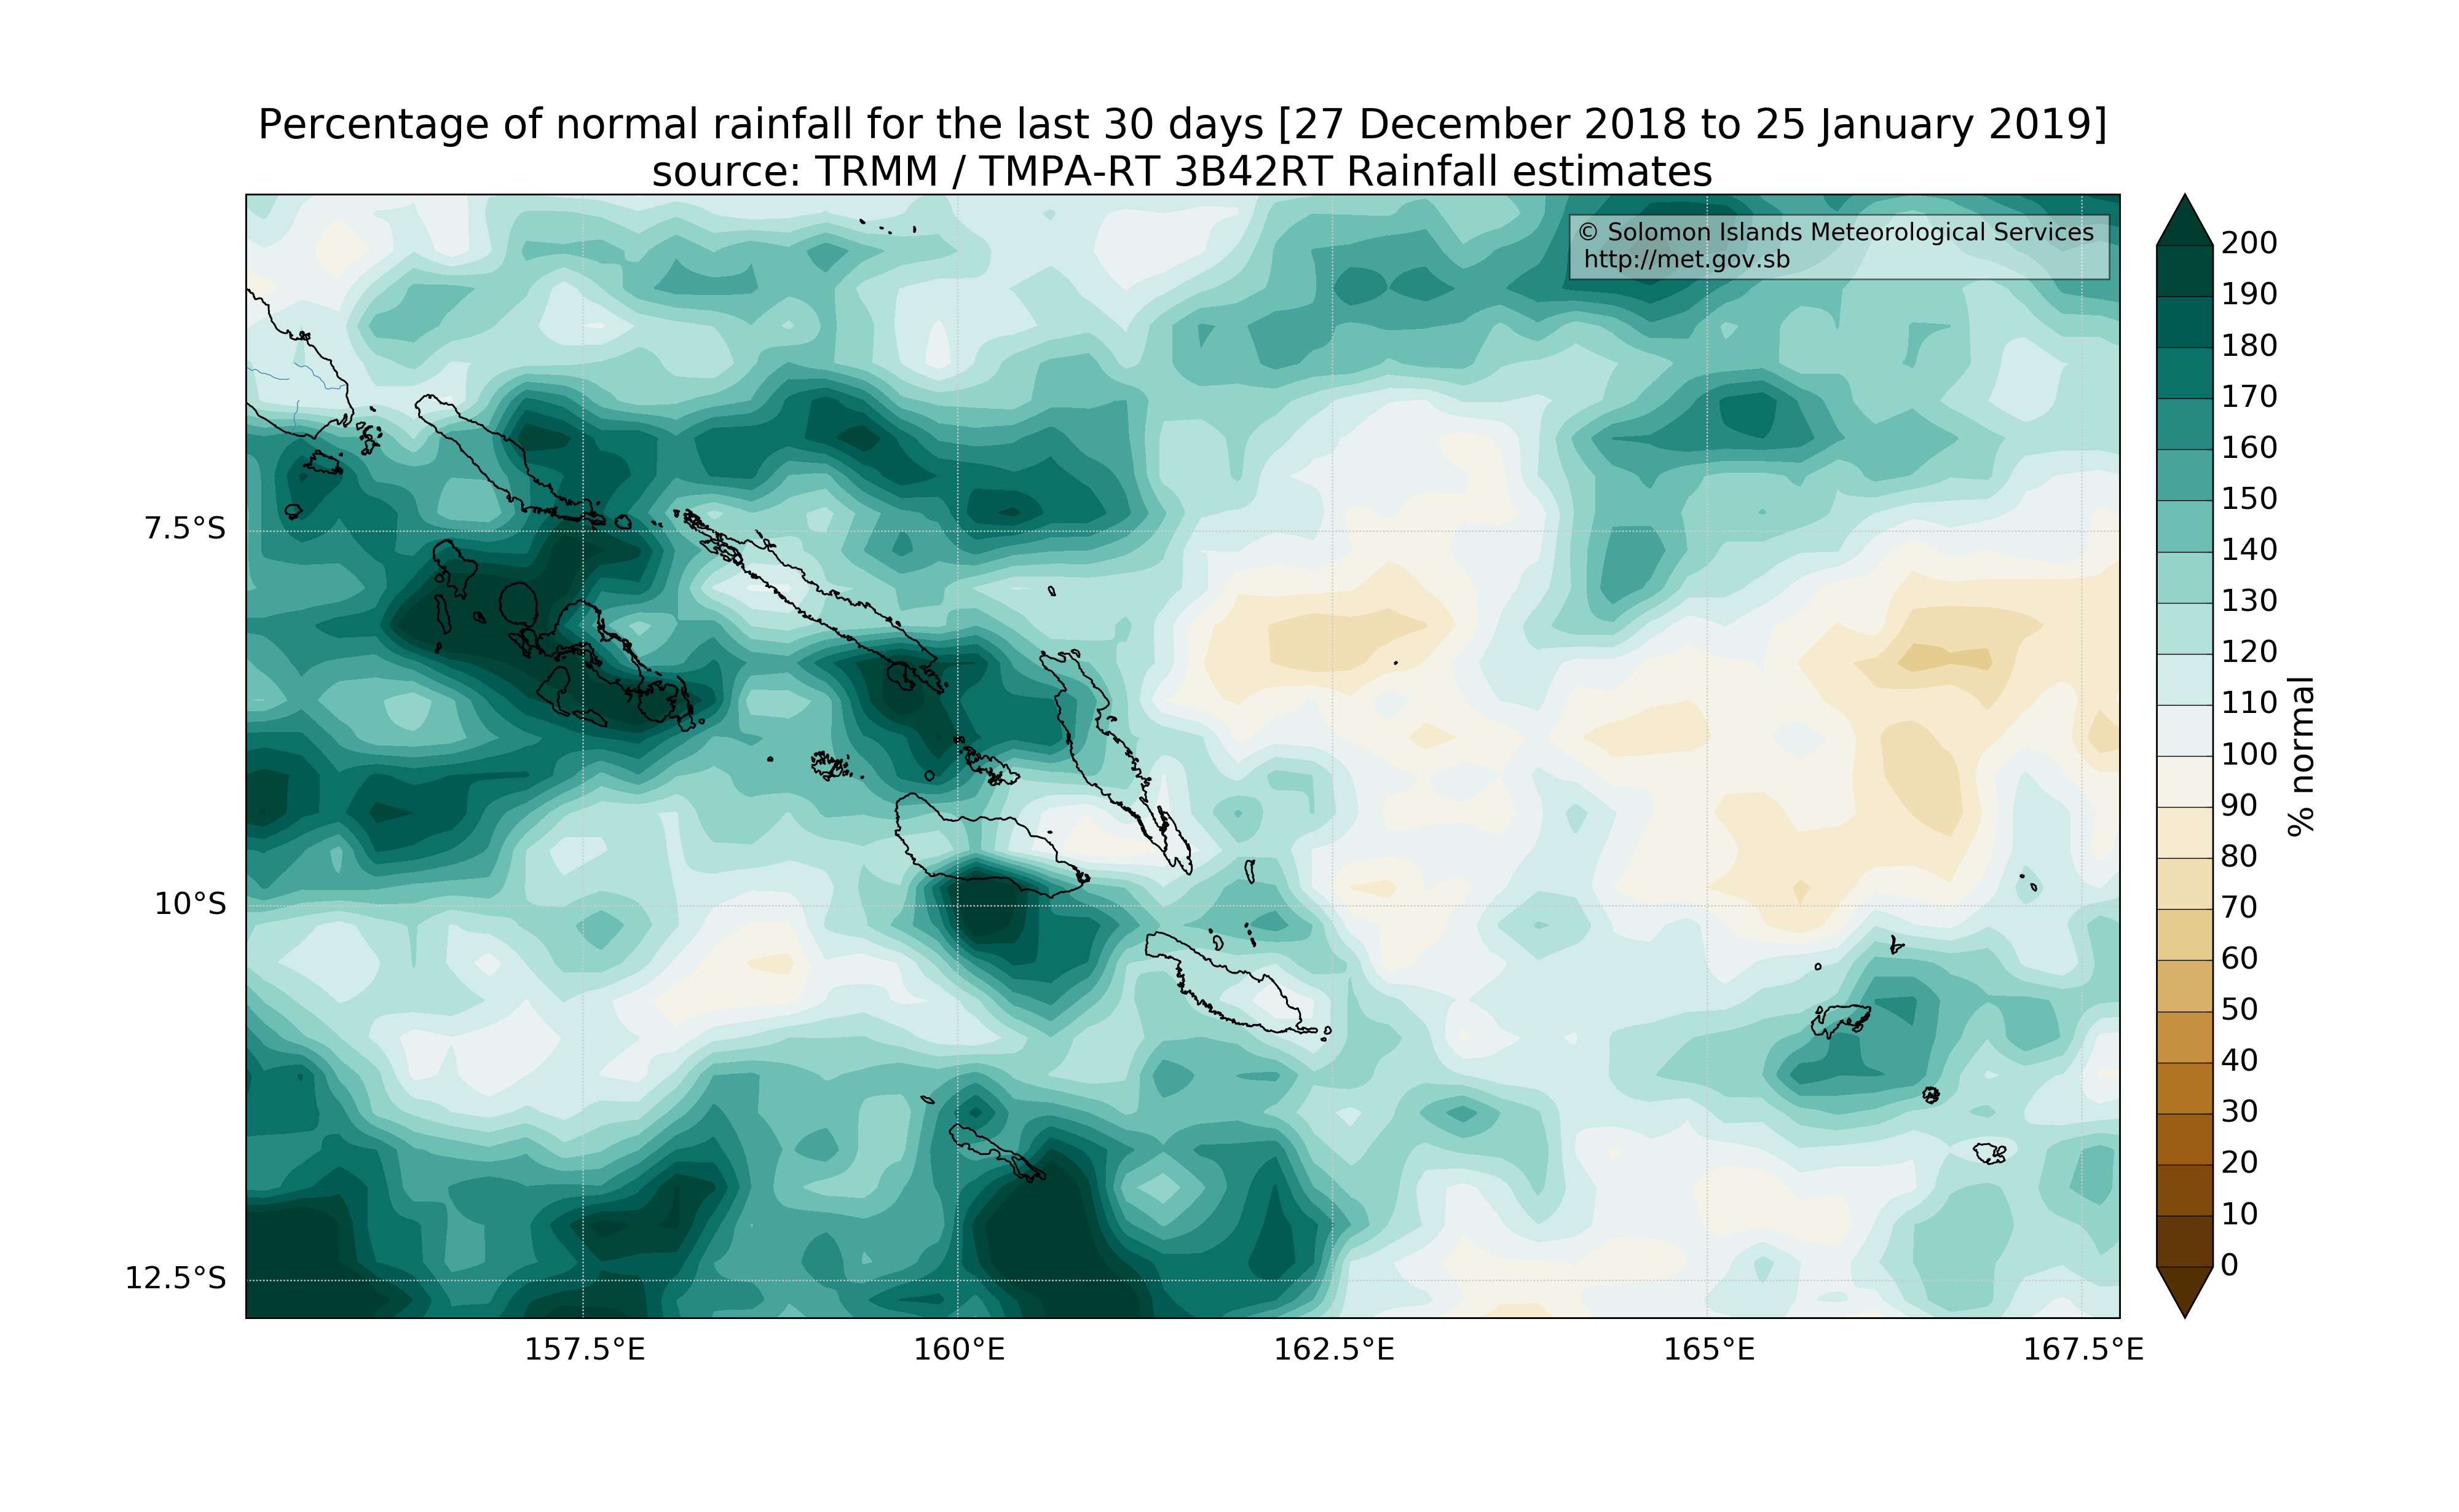 Percentage of normal rainfall for the last 30 days [27 December 2018 to 25 January 2019]
source: TRMM / TMPA-RT 3B42RT Rainfall estimates
© Solomon Islands Meteorological Services
http://met.gov.sb
7.5°S
10°S
12.5°S
157.5°E
160°E
162.5°E
165°E
167.5°E
200
190
180
170
160
150
140
130
120
110
100
90
80
70
60
50
40
30
20
10
0
% normal